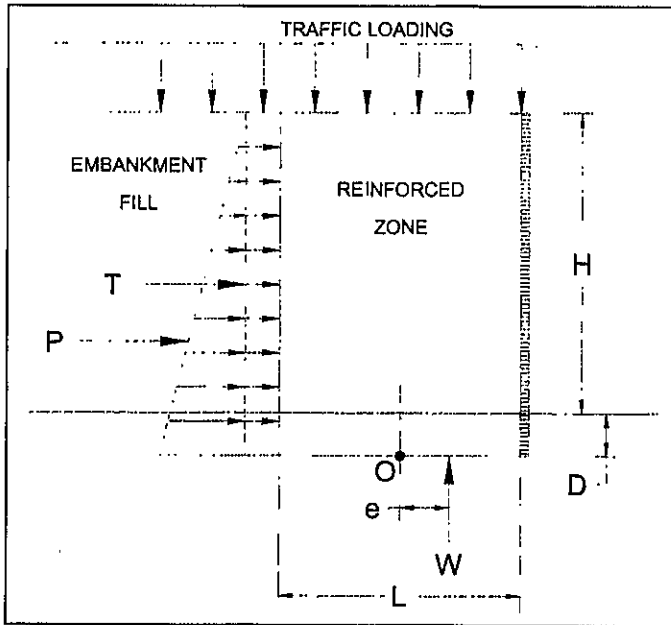 TRAFFIC LOADING
EMBANKMENT
FILL
REINFORCED
ZONE
H
T
P
O
D
e
W
L